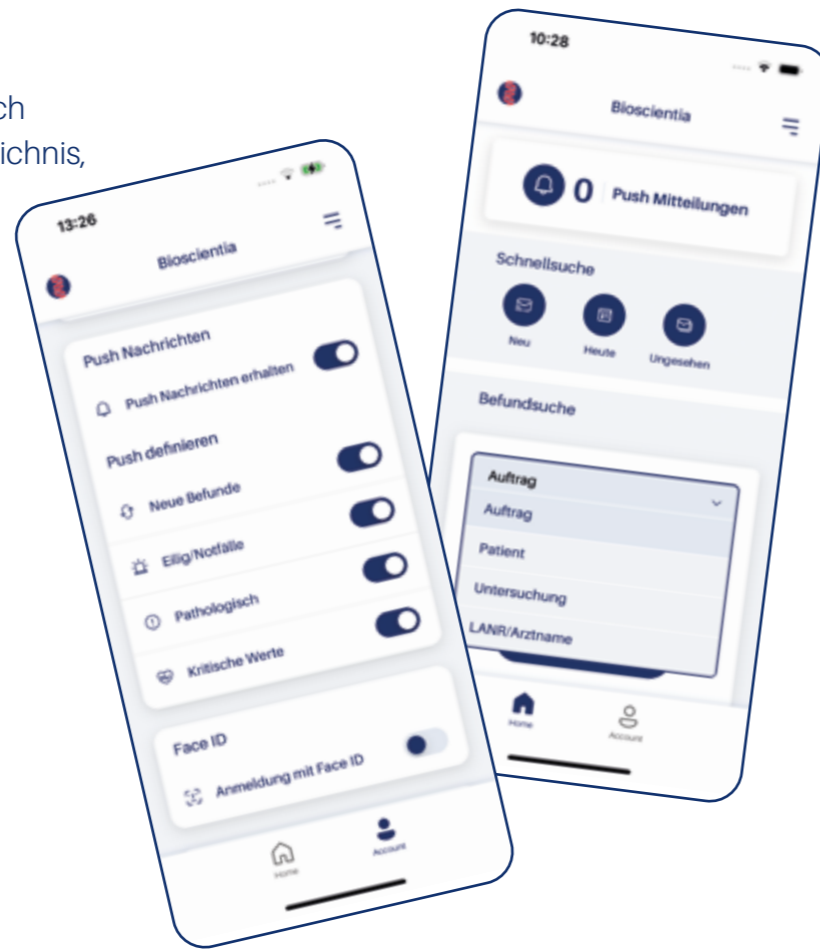 ch
ichnis,
13:26
Bioscientia
Push Nachrichten
Push Nachrichten erhalten
Push definieren
Neue Befunde
Eilig/Notfälle
Pathologisch
Kritische Werte
Face ID
Anmeldung mit Face ID
Home
Account
10:28
Bioscientia
0 Push Mitteilungen
Schnellsuche
Neu
Heute
Ungesehen
Befundsuche
Auftrag
Auftrag
Patient
Untersuchung
LANR/Arztname
Home
Account